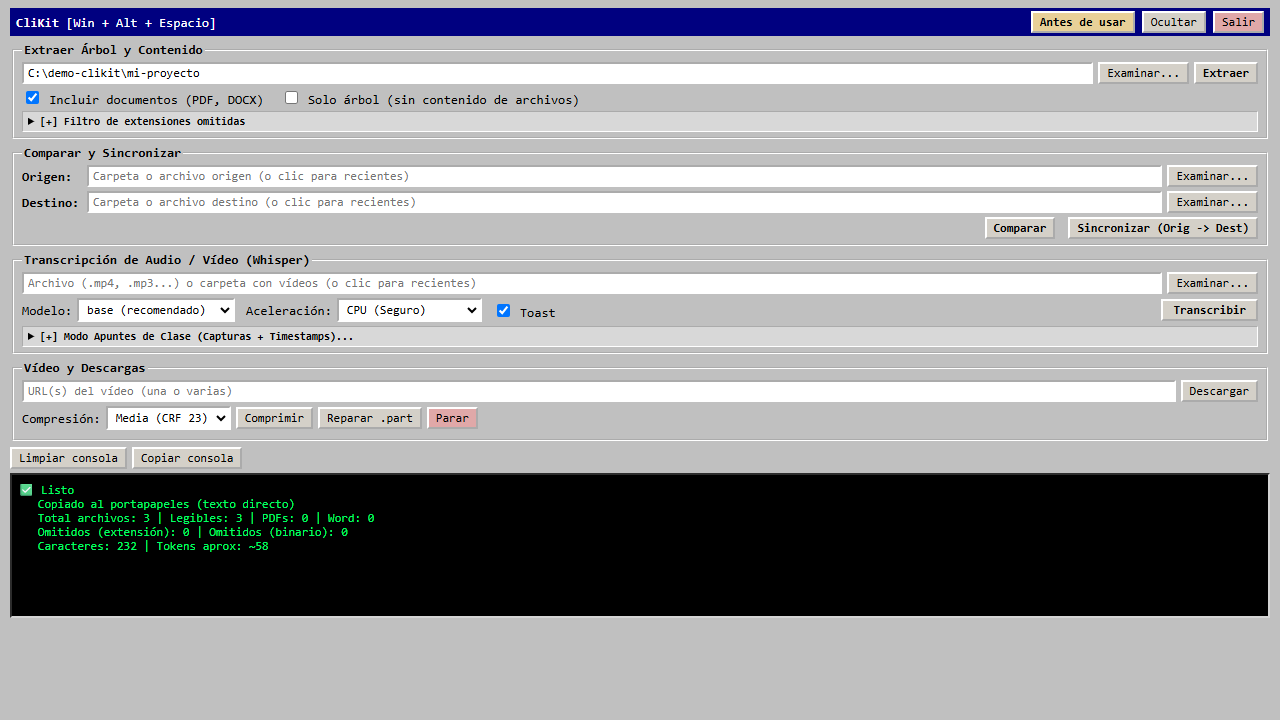 CliKit [Win + Alt + Espacio]
Antes de usar
Ocultar
Salir
Extraer Árbol y Contenido
C:\demo-clikit\mi-proyecto
Examinar...
Extraer
Incluir documentos (PDF, DOCX)
Solo árbol (sin contenido de archivos)
[+] Filtro de extensiones omitidas
Comparar y Sincronizar
Origen:
Carpeta o archivo origen (o clic para recientes)
Examinar...
Destino:
Carpeta o archivo destino (o clic para recientes)
Examinar...
Comparar
Sincronizar (Orig -> Dest)
Transcripción de Audio / Vídeo (Whisper)
Archivo (.mp4, .mp3...) o carpeta con vídeos (o clic para recientes)
Examinar...
Modelo:
base (recomendado)
Aceleración:
CPU (Seguro)
Toast
Transcribir
[+] Modo Apuntes de Clase (Capturas + Timestamps)...
Vídeo y Descargas
URL(s) del vídeo (una o varias)
Descargar
Compresión:
Media (CRF 23)
Comprimir
Reparar .part
Parar
Limpiar consola
Copiar consola
✅ Listo
Copiado al portapapeles (texto directo)
Total archivos: 3 | Legibles: 3 | PDFs: 0 | Word: 0
Omitidos (extensión): 0 | Omitidos (binario): 0
Caracteres: 232 | Tokens aprox: ~58